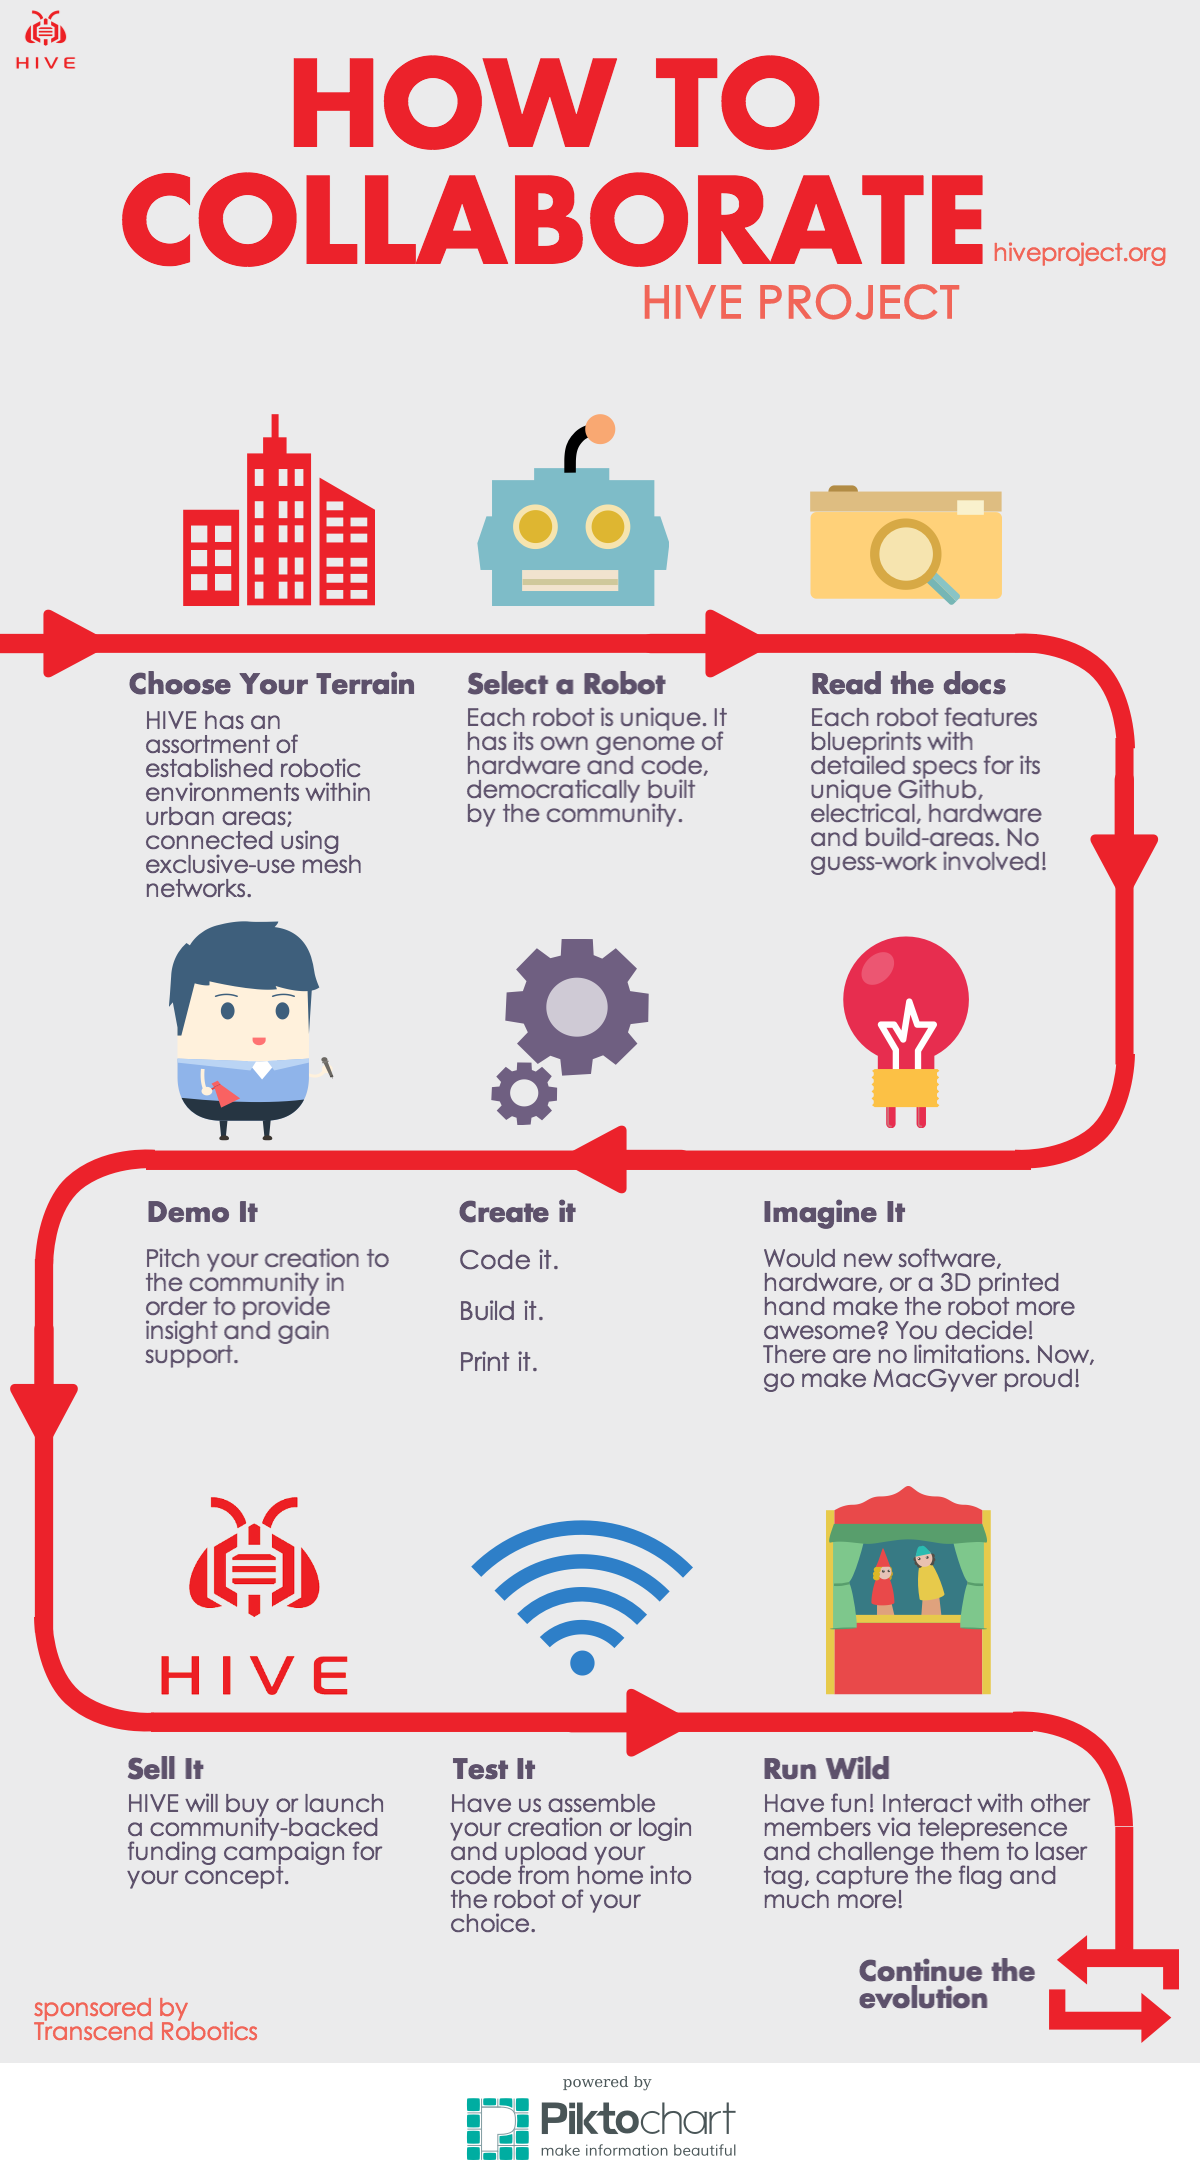 HIVE
HOW TO
COLLABORATE
hiveproject.org
HIVE PROJECT
Choose Your Terrain
HIVE has an
assortment of
established robotic
environments within
urban areas;
connected using
exclusive-use mesh
networks.
Select a Robot
Each robot is unique. It
has its own genome of
hardware and code,
democratically built
by the community.
Read the docs
Each robot features
blueprints with
detailed specs for its
unique Github,
electrical, hardware
and build-areas. No
guess-work involved!
Imagine It
Would new software,
hardware, or a 3D printed
hand make the robot more
awesome? You decide!
There are no limitations. Now,
go make MacGyver proud!
Create it
Code it.
Build it.
Print it.
Demo It
Pitch your creation to
the community in
order to provide
insight and gain
support.
HIVE
Sell It
HIVE will buy or launch
a community-backed
funding campaign for
your concept.
Test It
Have us assemble
your creation or login
and upload your
code from home into
the robot of your
choice.
Run Wild
Have fun! Interact with other
members via telepresence
and challenge them to laser
tag, capture the flag and
much more!
Continue the
evolution
sponsored by
Transcend Robotics
powered by
Piktochart
make information beautiful